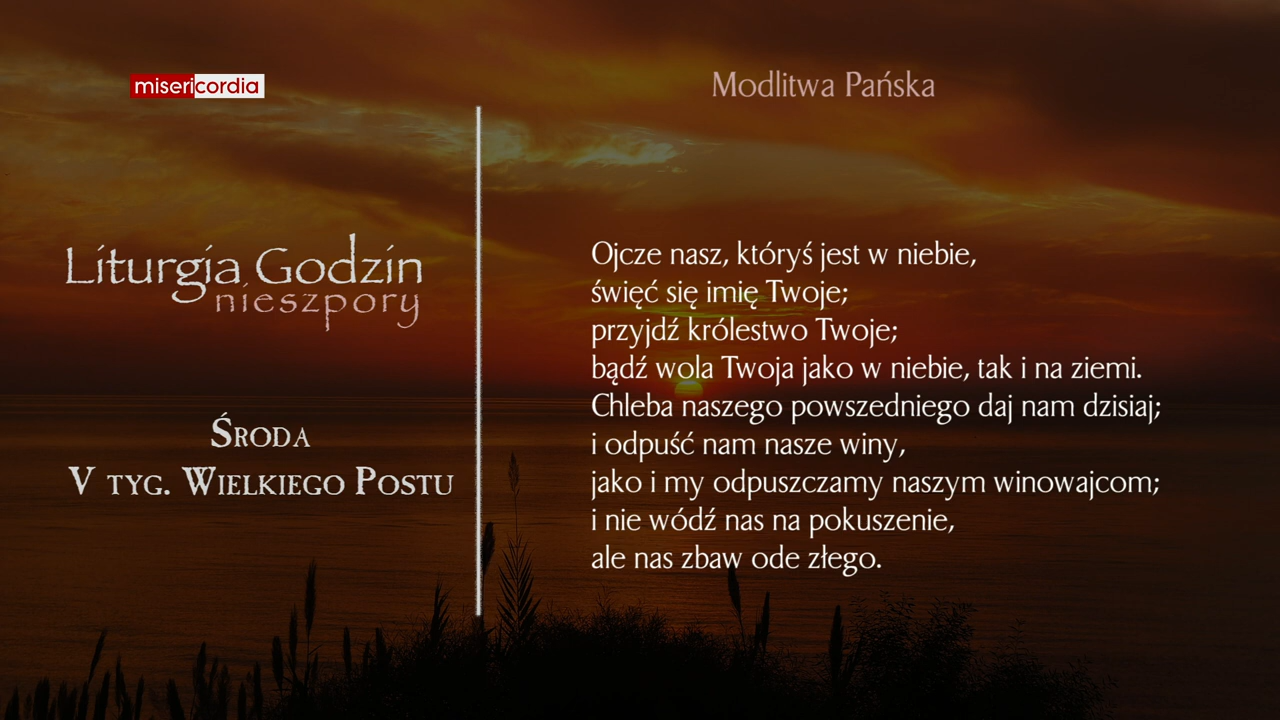 misericordia
Liturgia Godzin
nieszpory
Środa
V tyg. Wielkiego Postu
Modlitwa Pańska
Ojcze nasz, któryś jest w niebie,
święć się imię Twoje;
przyjdź królestwo Twoje;
bądź wola Twoja jako w niebie, tak i na ziemi.
Chleba naszego powszedniego daj nam dzisiaj;
i odpuść nam nasze winy,
jako i my odpuszczamy naszym winowajcom;
i nie wódź nas na pokuszenie,
ale nas zbaw ode złego.